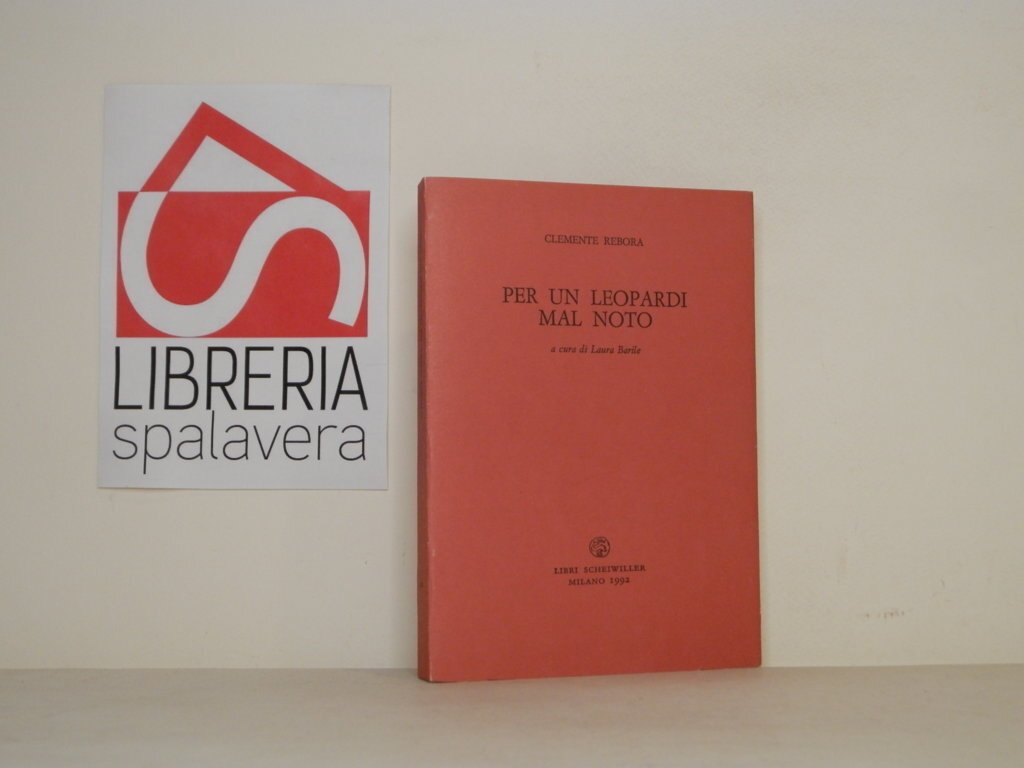 LIBRERIA
spalavera
CLEMENTE REBORA
PER UN LEOPARDI
MAL NOTO
a cura di Laura Barile
LIBRI SCHEIWILLER
MILANO 1992